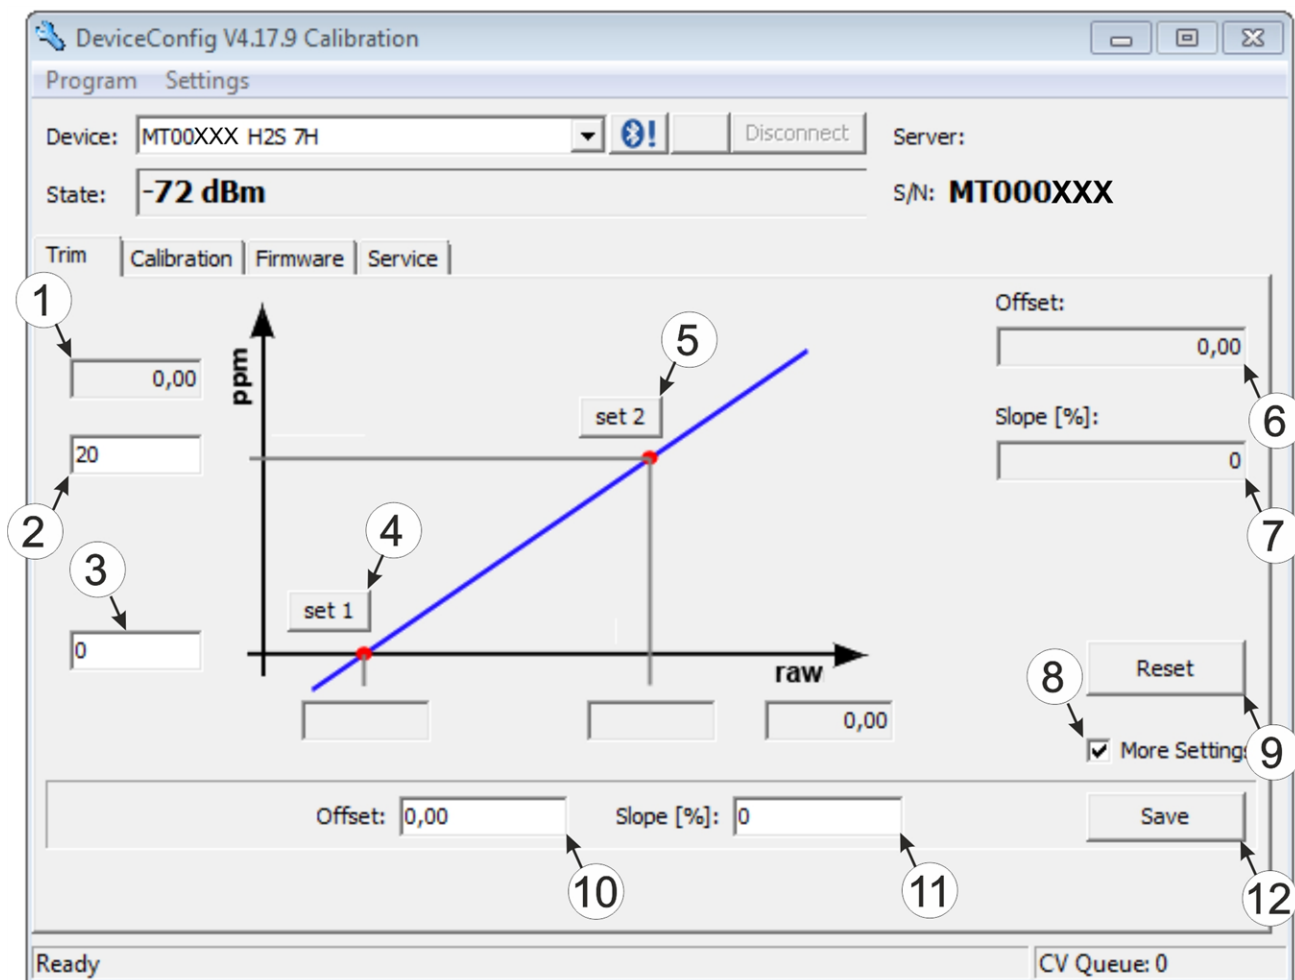 DeviceConfig V4.17.9 Calibration
Program Settings
Device: MT00XXX H2S 7H Disconnect Server:
State: -72 dBm S/N: MT000XXX
Trim Calibration Firmware Service
1
Offset:
0,00
0,00
ppm
5
set 2
6
Slope [%]:
20
0
2
4
7
3
set 1
0
raw
8
Reset
0,00
More Setting
9
Offset: 0,00 Slope [%]: 0 Save
10
11
12
Ready CV Queue: 0